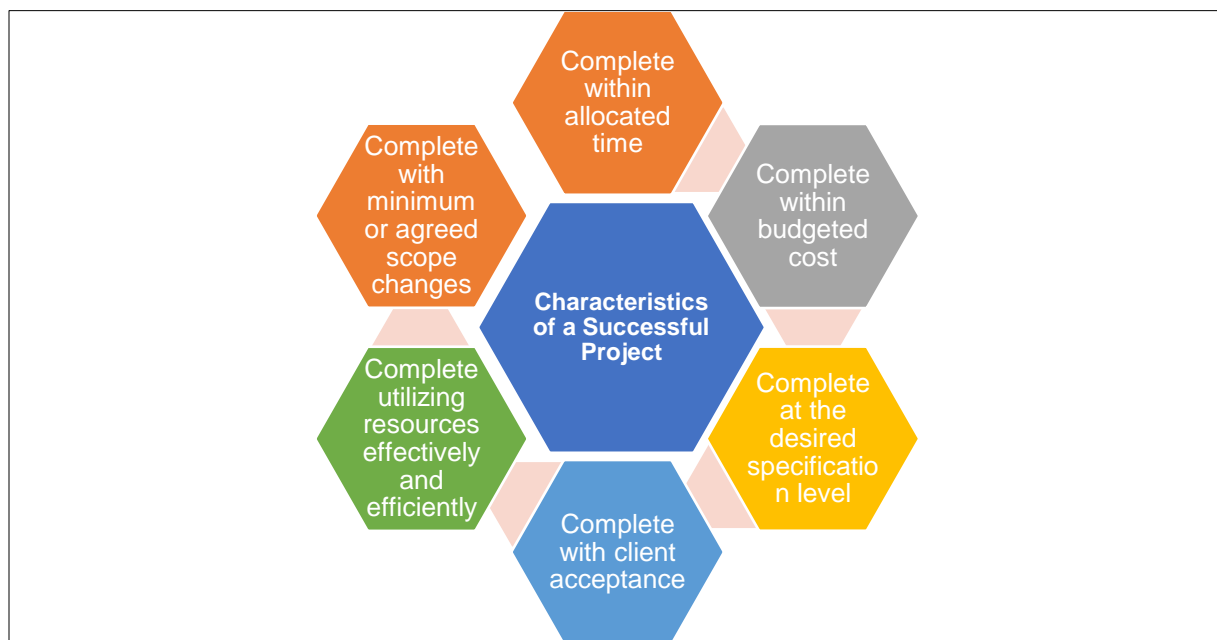 Complete
within
allocated
time
Complete
within
budgeted
cost
Complete
at the
desired
specificatio
n level
Complete
with client
acceptance
Complete
utilizing
resources
effectively
and
efficiently
Complete
with
minimum
or agreed
scope
changes
Characteristics
of a Successful
Project